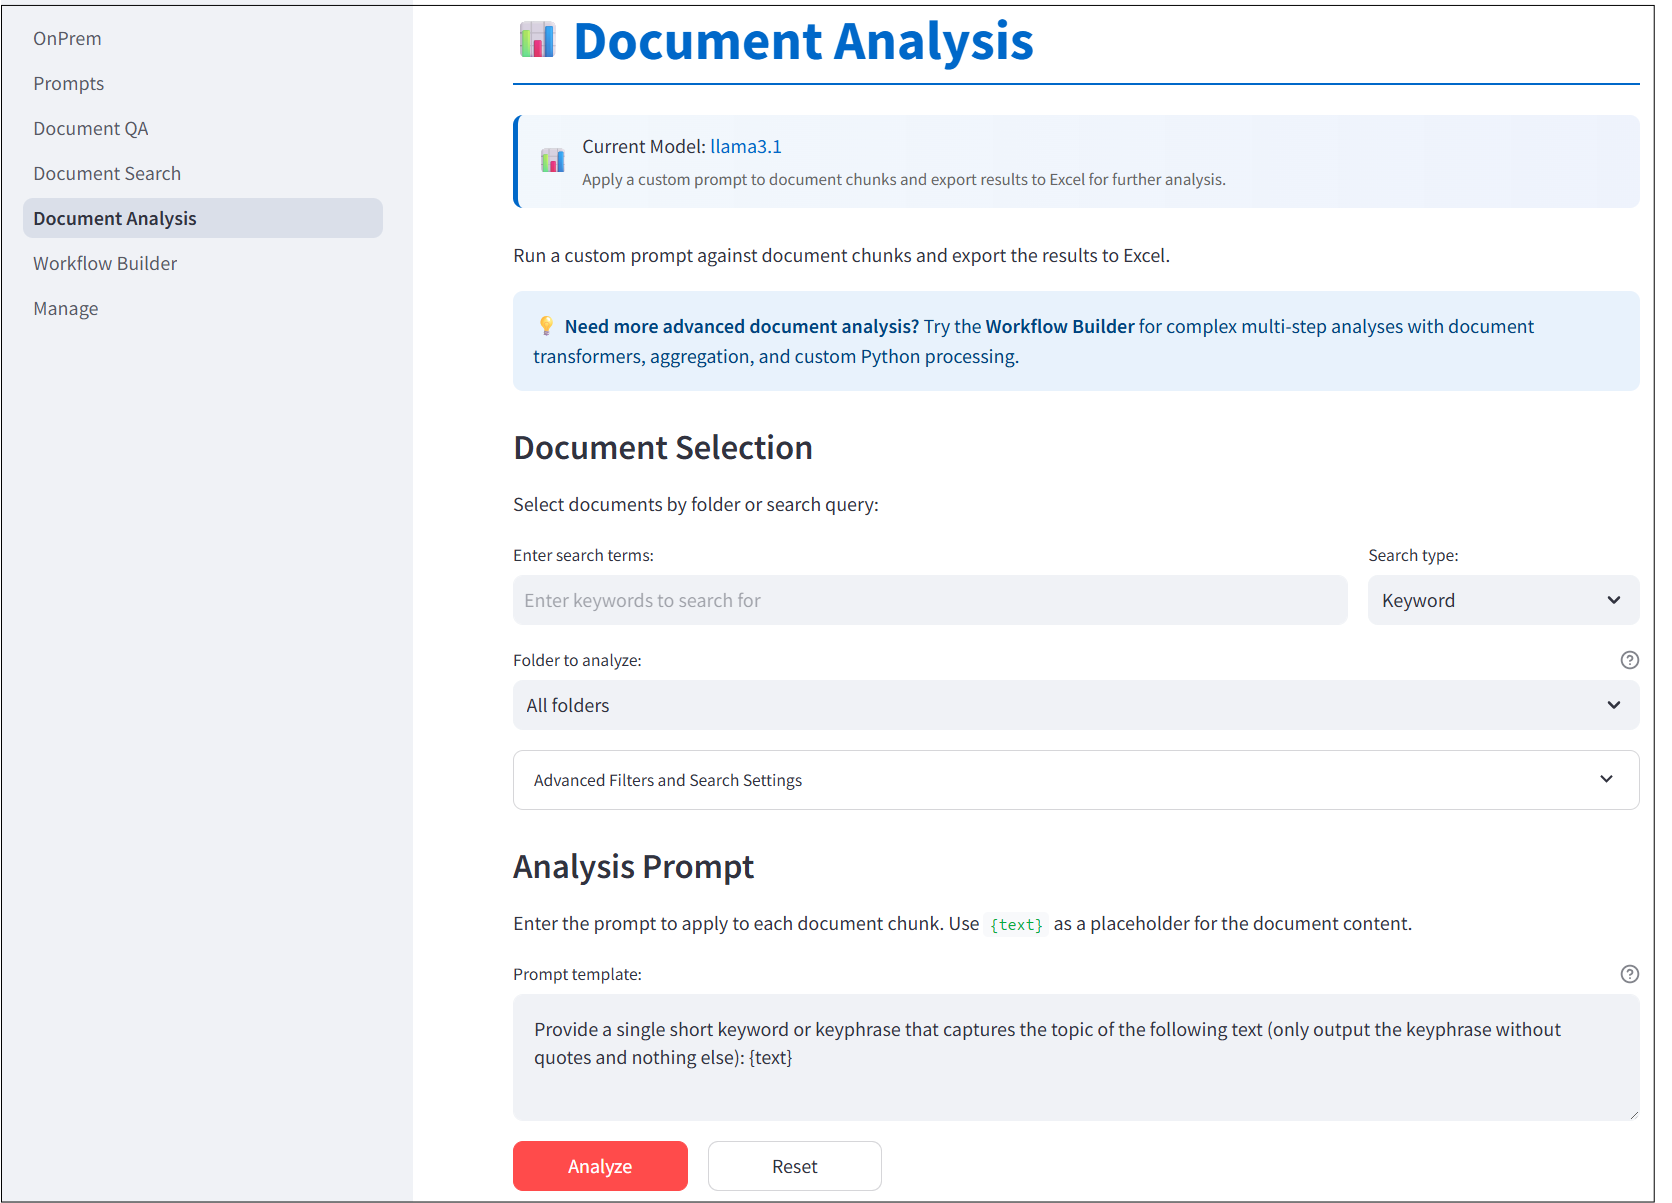 OnPrem
Prompts
Document QA
Document Search
Document Analysis
Workflow Builder
Manage
Document Analysis
Current Model: llama3.1
Apply a custom prompt to document chunks and export results to Excel for further analysis.
Run a custom prompt against document chunks and export the results to Excel.
Need more advanced document analysis? Try the Workflow Builder for complex multi-step analyses with document
transformers, aggregation, and custom Python processing.
Document Selection
Select documents by folder or search query:
Enter search terms:
Search type:
Enter keywords to search for
Keyword
Folder to analyze:
All folders
Advanced Filters and Search Settings
Analysis Prompt
Enter the prompt to apply to each document chunk. Use {text} as a placeholder for the document content.
Prompt template:
Provide a single short keyword or keyphrase that captures the topic of the following text (only output the keyphrase without
quotes and nothing else): {text}
Analyze
Reset